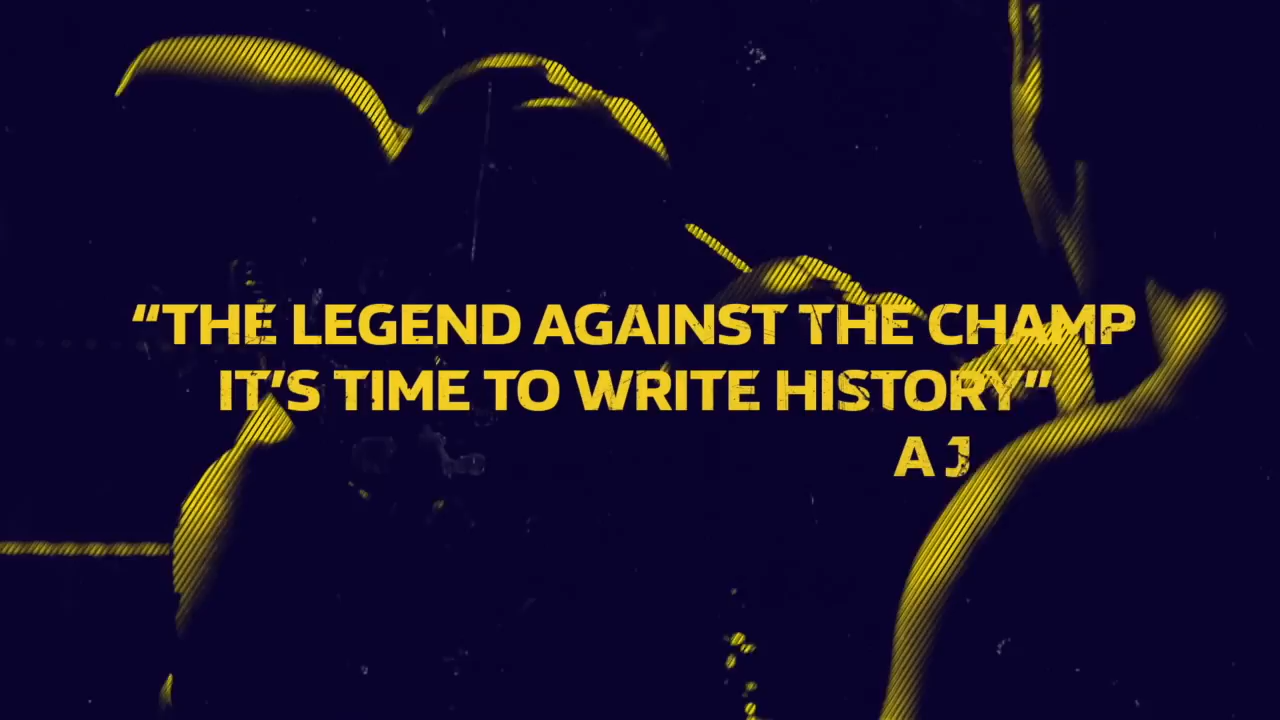 “THE LEGEND AGAINST THE CHAMP
IT’S TIME TO WRITE HISTORY”
A J